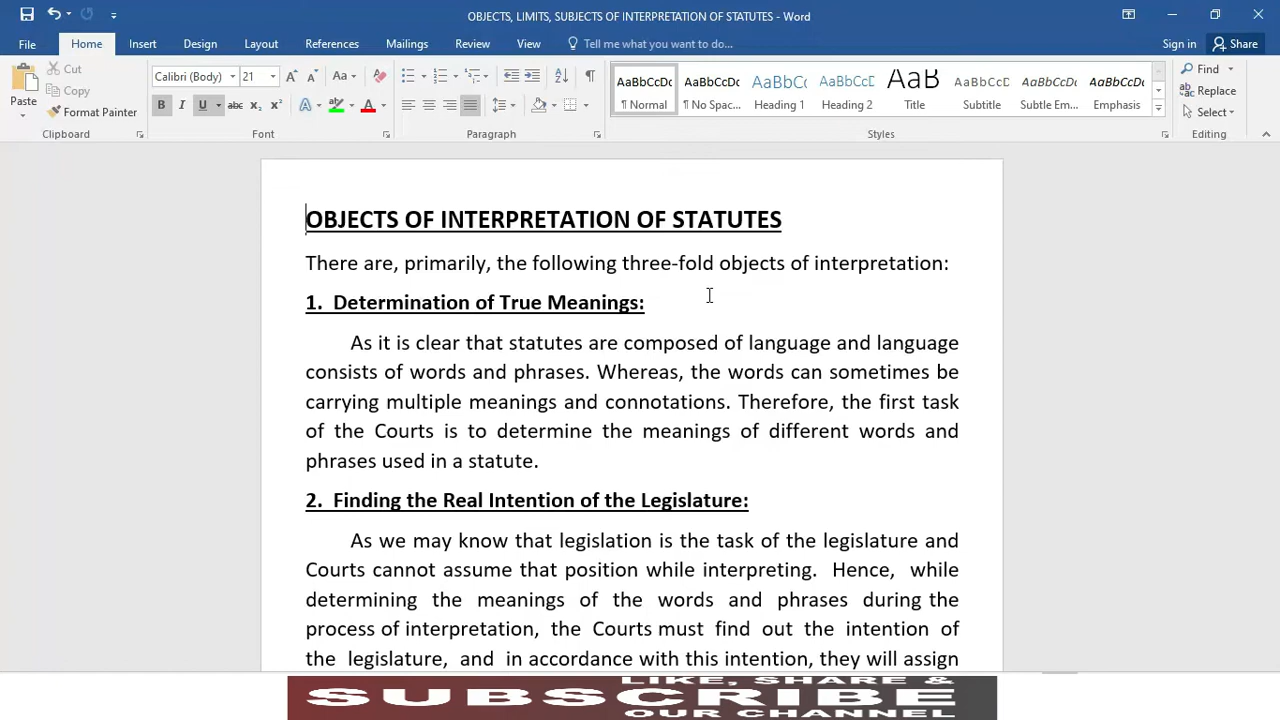 OBJECTS, LIMITS, SUBJECTS OF INTERPRETATION OF STATUTES - Word
File Home Insert Design Layout References Mailings Review View Tell me what you want to do... Sign in Share
Paste Cut Copy Format Painter
Clipboard
Calibri (Body) 21 Aa
B I U abc X₂ X² A A
Font
Paragraph
AaBbCcDc AaBbCcDc AaBbCc AaBbCcD AaB AaBbCcD AaBbCcDc AaBbCcDc
¶ Normal ¶ No Spac... Heading 1 Heading 2 Title Subtitle Subtle Em... Emphasis
Styles
Find
Replace
Select
Editing
OBJECTS OF INTERPRETATION OF STATUTES
There are, primarily, the following three-fold objects of interpretation:
1. Determination of True Meanings:
As it is clear that statutes are composed of language and language
consists of words and phrases. Whereas, the words can sometimes be
carrying multiple meanings and connotations. Therefore, the first task
of the Courts is to determine the meanings of different words and
phrases used in a statute.
2. Finding the Real Intention of the Legislature:
As we may know that legislation is the task of the legislature and
Courts cannot assume that position while interpreting. Hence, while
determining the meanings of the words and phrases during the
process of interpretation, the Courts must find out the intention of
the legislature, and in accordance with this intention, they will assign
LIKE, SHARE &
SUBSCRIBE
OUR CHANNEL